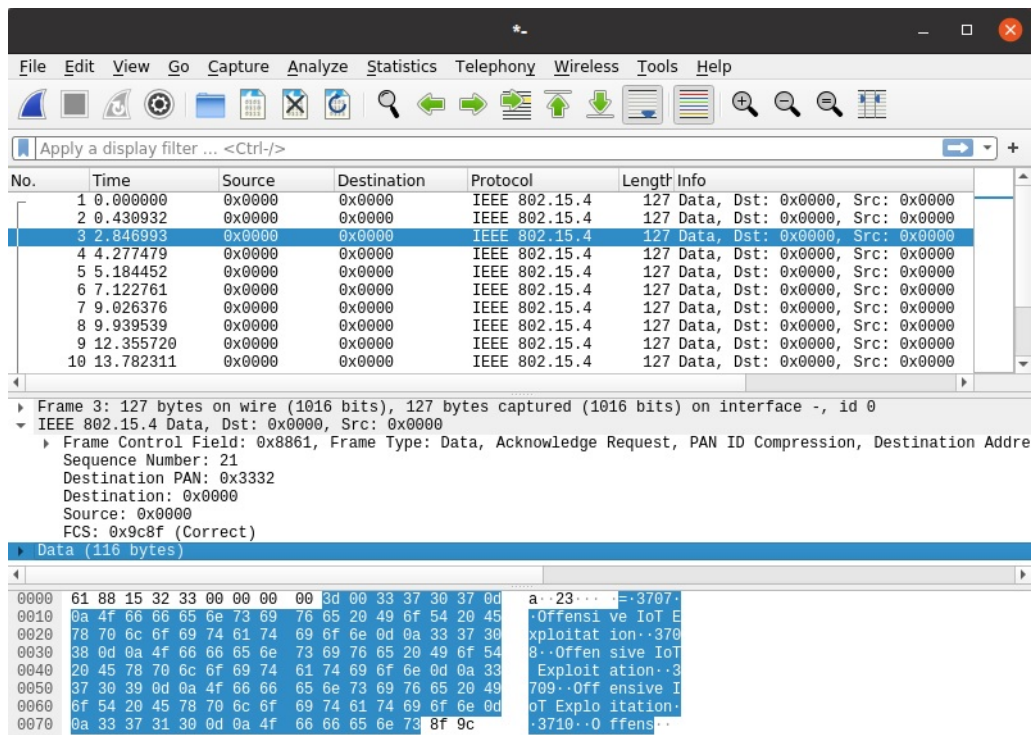 *-
File Edit View Go Capture Analyze Statistics Telephony Wireless Tools Help
Apply a display filter ... <Ctrl-/>
No. Time Source Destination Protocol Length Info
1 0.000000 0x0000 0x0000 IEEE 802.15.4 127 Data, Dst: 0x0000, Src: 0x0000
2 0.430932 0x0000 0x0000 IEEE 802.15.4 127 Data, Dst: 0x0000, Src: 0x0000
3 2.846993 0x0000 0x0000 IEEE 802.15.4 127 Data, Dst: 0x0000, Src: 0x0000
4 4.277479 0x0000 0x0000 IEEE 802.15.4 127 Data, Dst: 0x0000, Src: 0x0000
5 5.184452 0x0000 0x0000 IEEE 802.15.4 127 Data, Dst: 0x0000, Src: 0x0000
6 7.122761 0x0000 0x0000 IEEE 802.15.4 127 Data, Dst: 0x0000, Src: 0x0000
7 9.026376 0x0000 0x0000 IEEE 802.15.4 127 Data, Dst: 0x0000, Src: 0x0000
8 9.939539 0x0000 0x0000 IEEE 802.15.4 127 Data, Dst: 0x0000, Src: 0x0000
9 12.355720 0x0000 0x0000 IEEE 802.15.4 127 Data, Dst: 0x0000, Src: 0x0000
10 13.782311 0x0000 0x0000 IEEE 802.15.4 127 Data, Dst: 0x0000, Src: 0x0000
Frame 3: 127 bytes on wire (1016 bits), 127 bytes captured (1016 bits) on interface -, id 0
IEEE 802.15.4 Data, Dst: 0x0000, Src: 0x0000
Frame Control Field: 0x8861, Frame Type: Data, Acknowledge Request, PAN ID Compression, Destination Addre
Sequence Number: 21
Destination PAN: 0x3332
Destination: 0x0000
Source: 0x0000
FCS: 0x9c8f (Correct)
Data (116 bytes)
0000 61 88 15 32 33 00 00 00 00 3d 00 33 37 30 37 0d a··23··· ·=·3707·
0010 0a 4f 66 66 65 6e 73 69 76 65 20 49 6f 54 20 45 ·Offensi ve IoT E
0020 78 70 6c 6f 69 74 61 74 69 6f 6e 0d 0a 33 37 30 xploitat ion··370
0030 38 0d 0a 4f 66 66 65 6e 73 69 76 65 20 49 6f 54 8··Offen sive IoT
0040 20 45 78 70 6c 6f 69 74 61 74 69 6f 6e 0d 0a 33 Exploit ation··3
0050 37 30 39 0d 0a 4f 66 66 65 6e 73 69 76 65 20 49 709··Off ensive I
0060 6f 54 20 45 78 70 6c 6f 69 74 61 74 69 6f 6e 0d oT Explo itation·
0070 0a 33 37 31 30 0d 0a 4f 66 66 65 6e 73 8f 9c ·3710··O ffens··